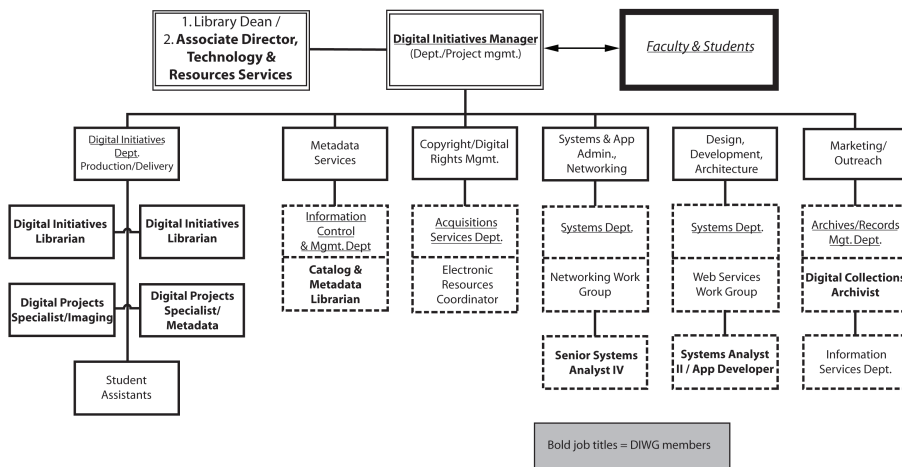 1. Library Dean /
2. Associate Director,
Technology &
Resources Services
Digital Initiatives Manager
(Dept./Project mgmt.)
Faculty & Students
Digital Initiatives
Dept.
Production/Delivery
Metadata
Services
Copyright/Digital
Rights Mgmt.
Systems & App
Admin.,
Networking
Design,
Development,
Architecture
Marketing/
Outreach
Digital Initiatives
Librarian
Digital Initiatives
Librarian
Digital Projects
Specialist/Imaging
Digital Projects
Specialist/
Metadata
Student
Assistants
Information
Control
& Mgmt. Dept
Catalog &
Metadata
Librarian
Acquisitions
Services Dept.
Electronic
Resources
Coordinator
Systems Dept.
Networking Work
Group
Senior Systems
Analyst IV
Systems Dept.
Web Services
Work Group
Systems Analyst
II / App Developer
Archives/Records
Mgt. Dept.
Digital Collections
Archivist
Information
Services Dept.
Bold job titles = DIWG members